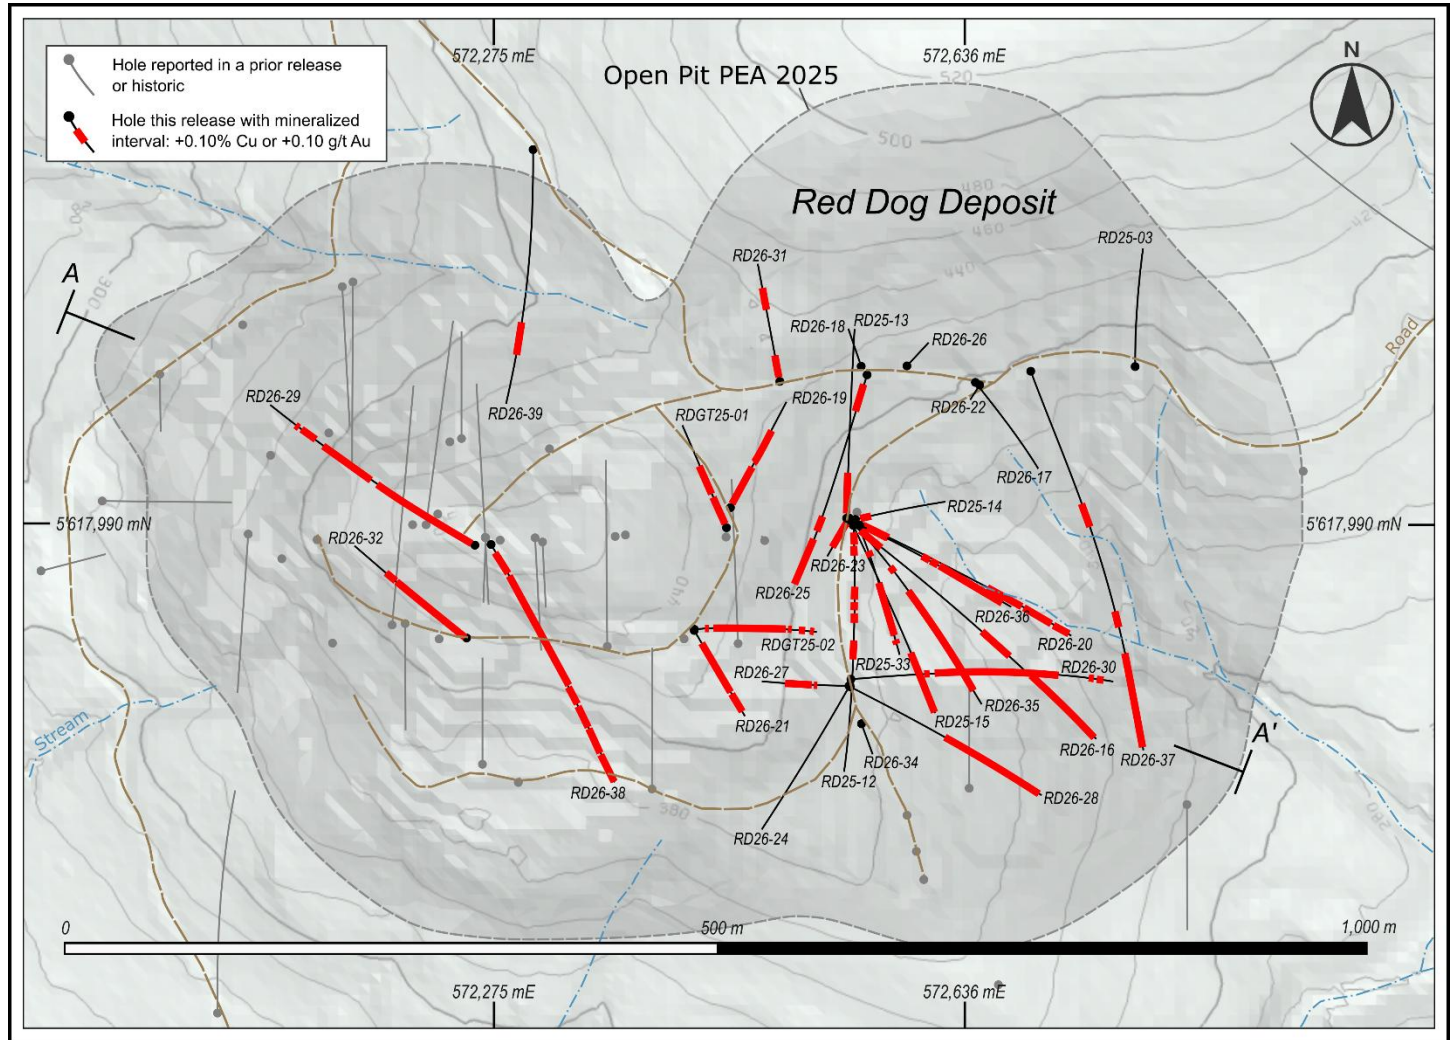 Hole reported in a prior release
or historic
Hole this release with mineralized
interval: +0.10% Cu or +0.10 g/t Au
572,275 mE
572,636 mE
Open Pit PEA 2025
N
520
500
480
460
440
420
Red Dog Deposit
RD25-03
RD26-31
RD26-18
RD25-13
RD26-26
A
300
RD26-29
RD26-39
RDGT25-01
RD26-19
RD26-22
Road
RD26-17
RD25-14
5'617,990 mN
5'617,990 mN
RD26-32
RD26-23
RD26-25
440
RD26-36
RD26-20
RDGT25-02
RD25-33
RD26-30
RD26-27
RD26-21
RD25-15
RD26-35
RD26-16
RD26-37
A'
Stream
RD26-34
RD25-12
RD26-38
RD26-28
380
280
RD26-24
0
500 m
1,000 m
572,275 mE
572,636 mE